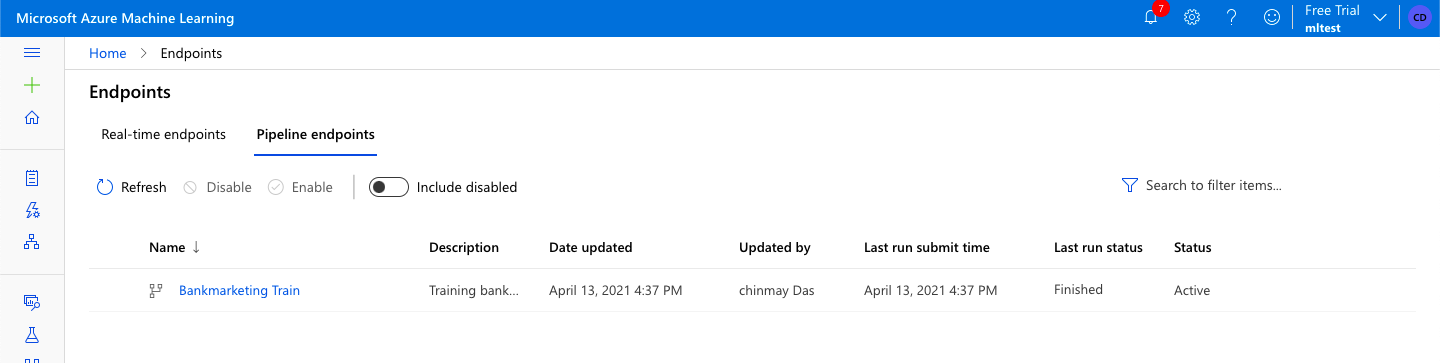 Microsoft Azure Machine Learning
7
Free Trial
mltest
CD
Home > Endpoints
Endpoints
Real-time endpoints Pipeline endpoints
Refresh Disable Enable Include disabled Search to filter items...
Name ↓ Description Date updated Updated by Last run submit time Last run status Status
Bankmarketing Train Training bank... April 13, 2021 4:37 PM chinmay Das April 13, 2021 4:37 PM Finished Active